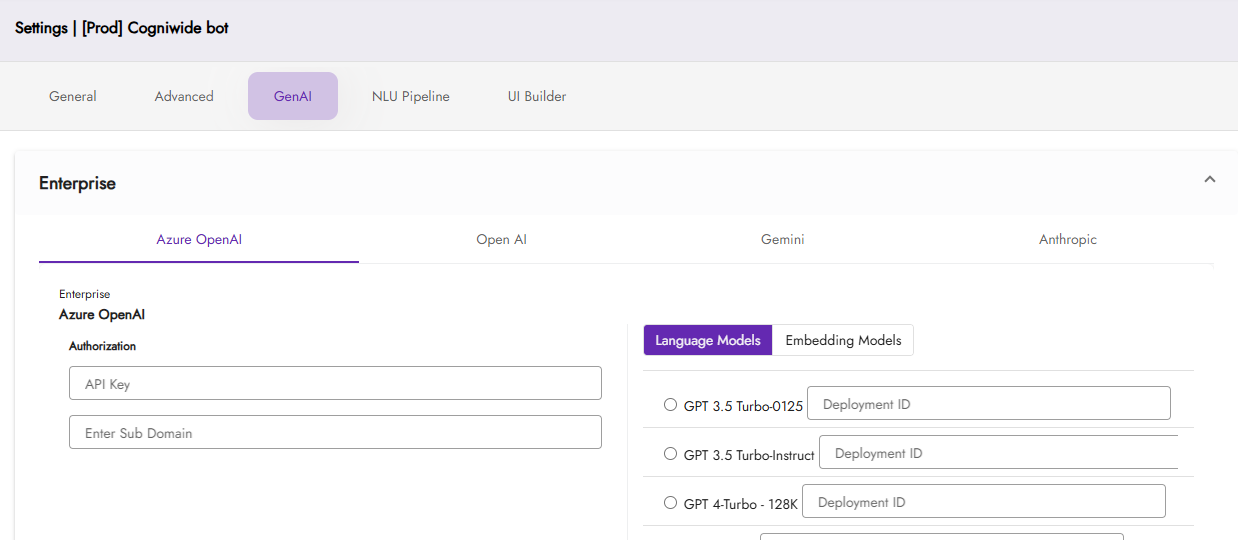 Settings | [Prod] Cogniwide bot
General Advanced GenAI NLU Pipeline UI Builder
Enterprise
Azure OpenAI Open AI Gemini Anthropic
Enterprise
Azure OpenAI
Authorization
API Key
Enter Sub Domain
Language Models Embedding Models
GPT 3.5 Turbo-0125 Deployment ID
GPT 3.5 Turbo-Instruct Deployment ID
GPT 4-Turbo - 128K Deployment ID